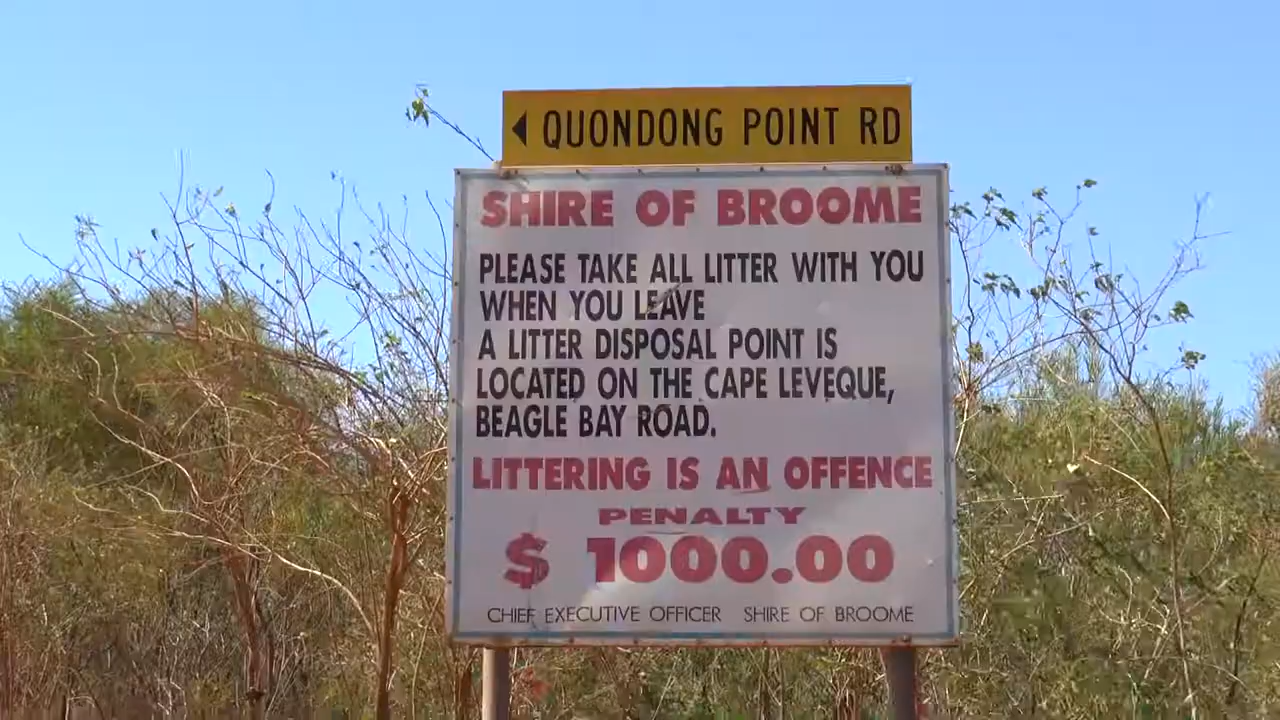 QUONDONG POINT RD
SHIRE OF BROOME
PLEASE TAKE ALL LITTER WITH YOU
WHEN YOU LEAVE
A LITTER DISPOSAL POINT IS
LOCATED ON THE CAPE LEVEQUE,
BEAGLE BAY ROAD.
LITTERING IS AN OFFENCE
PENALTY
$ 1000.00
CHIEF EXECUTIVE OFFICER SHIRE OF BROOME